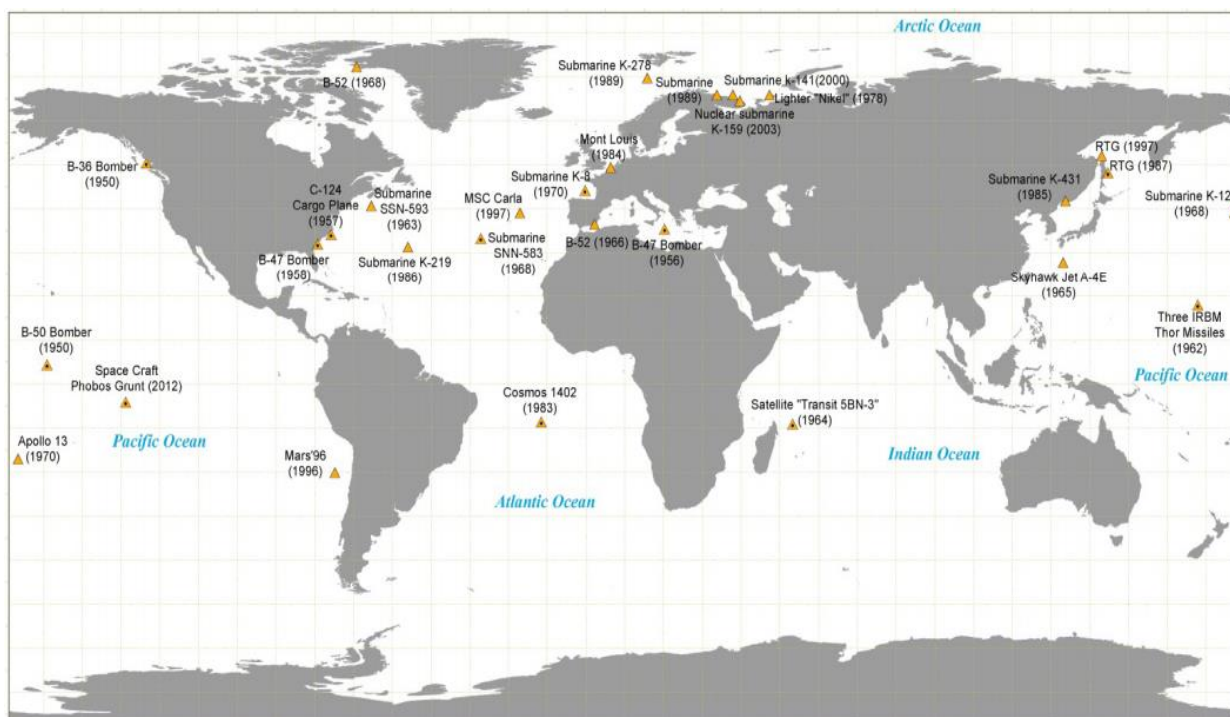 Arctic Ocean
Submarine K-278
(1989)
Submarine
(1989)
Submarine k-141(2000)
Lighter "Nikel" (1978)
Nuclear submarine
K-159 (2003)
B-52 (1968)
Mont Louis
(1984)
B-36 Bomber
(1950)
C-124
Cargo Plane
(1957)
Submarine
SSN-593
(1963)
MSC Carla
(1997)
Submarine K-8
(1970)
RTG (1997)
RTG (1987)
Submarine K-431
(1985)
Submarine K-12
(1968)
B-47 Bomber
(1958)
Submarine K-219
(1986)
Submarine
SNN-583
(1968)
B-52 (1966)
B-47 Bomber
(1956)
Skyhawk Jet A-4E
(1965)
Three IRBM
Thor Missiles
(1962)
B-50 Bomber
(1950)
Space Craft
Phobos Grunt (2012)
Pacific Ocean
Cosmos 1402
(1983)
Satellite "Transit 5BN-3"
(1964)
Apollo 13
(1970)
Pacific Ocean
Mars'96
(1996)
Indian Ocean
Atlantic Ocean